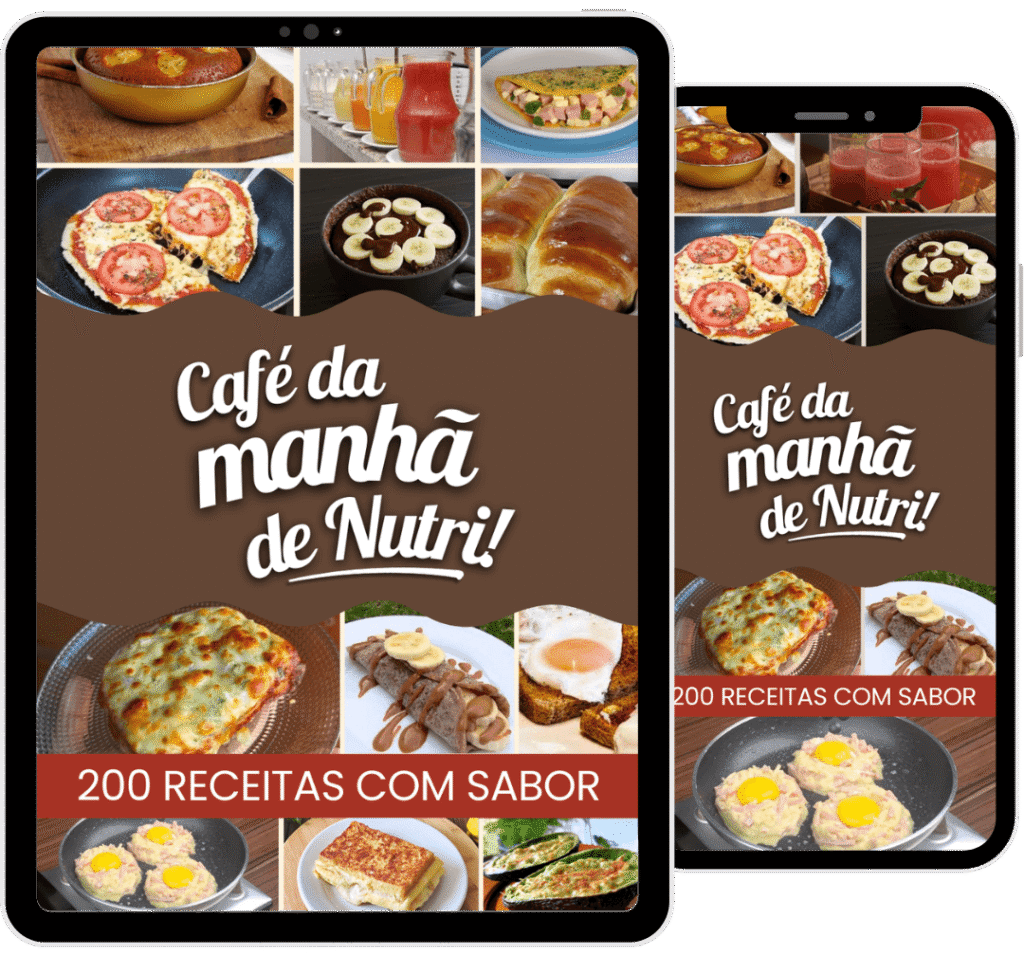 Café da
manhã
de Nutri!
200 RECEITAS COM SABOR
Café da
manhã
de Nutri!
200 RECEITAS COM SABOR